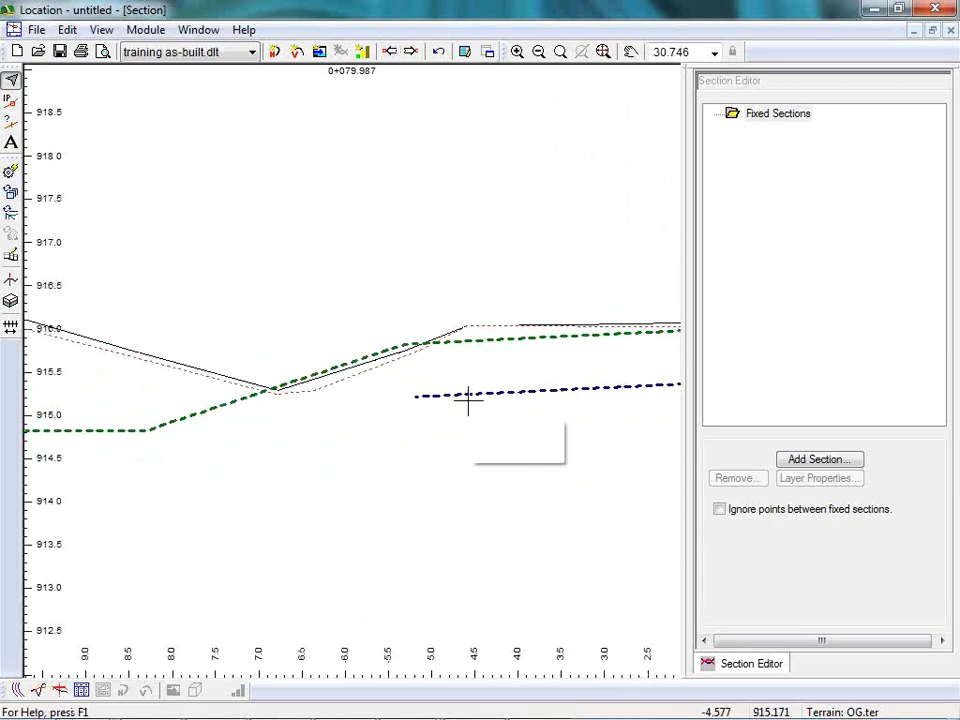 Location - untitled - [Section]
File Edit View Module Window Help
training as-built.dlt
30.746
0+079.987
918.5
918.0
917.5
917.0
916.5
916.0
915.5
915.0
914.5
914.0
913.5
913.0
912.5
9.0 8.5 8.0 7.5 7.0 6.5 6.0 5.5 5.0 4.5 4.0 3.5 3.0 2.5
Section Editor
Fixed Sections
Add Section...
Remove... Layer Properties...
Ignore points between fixed sections.
Section Editor
For Help, press F1
-4.577 915.171 Terrain: OG.ter